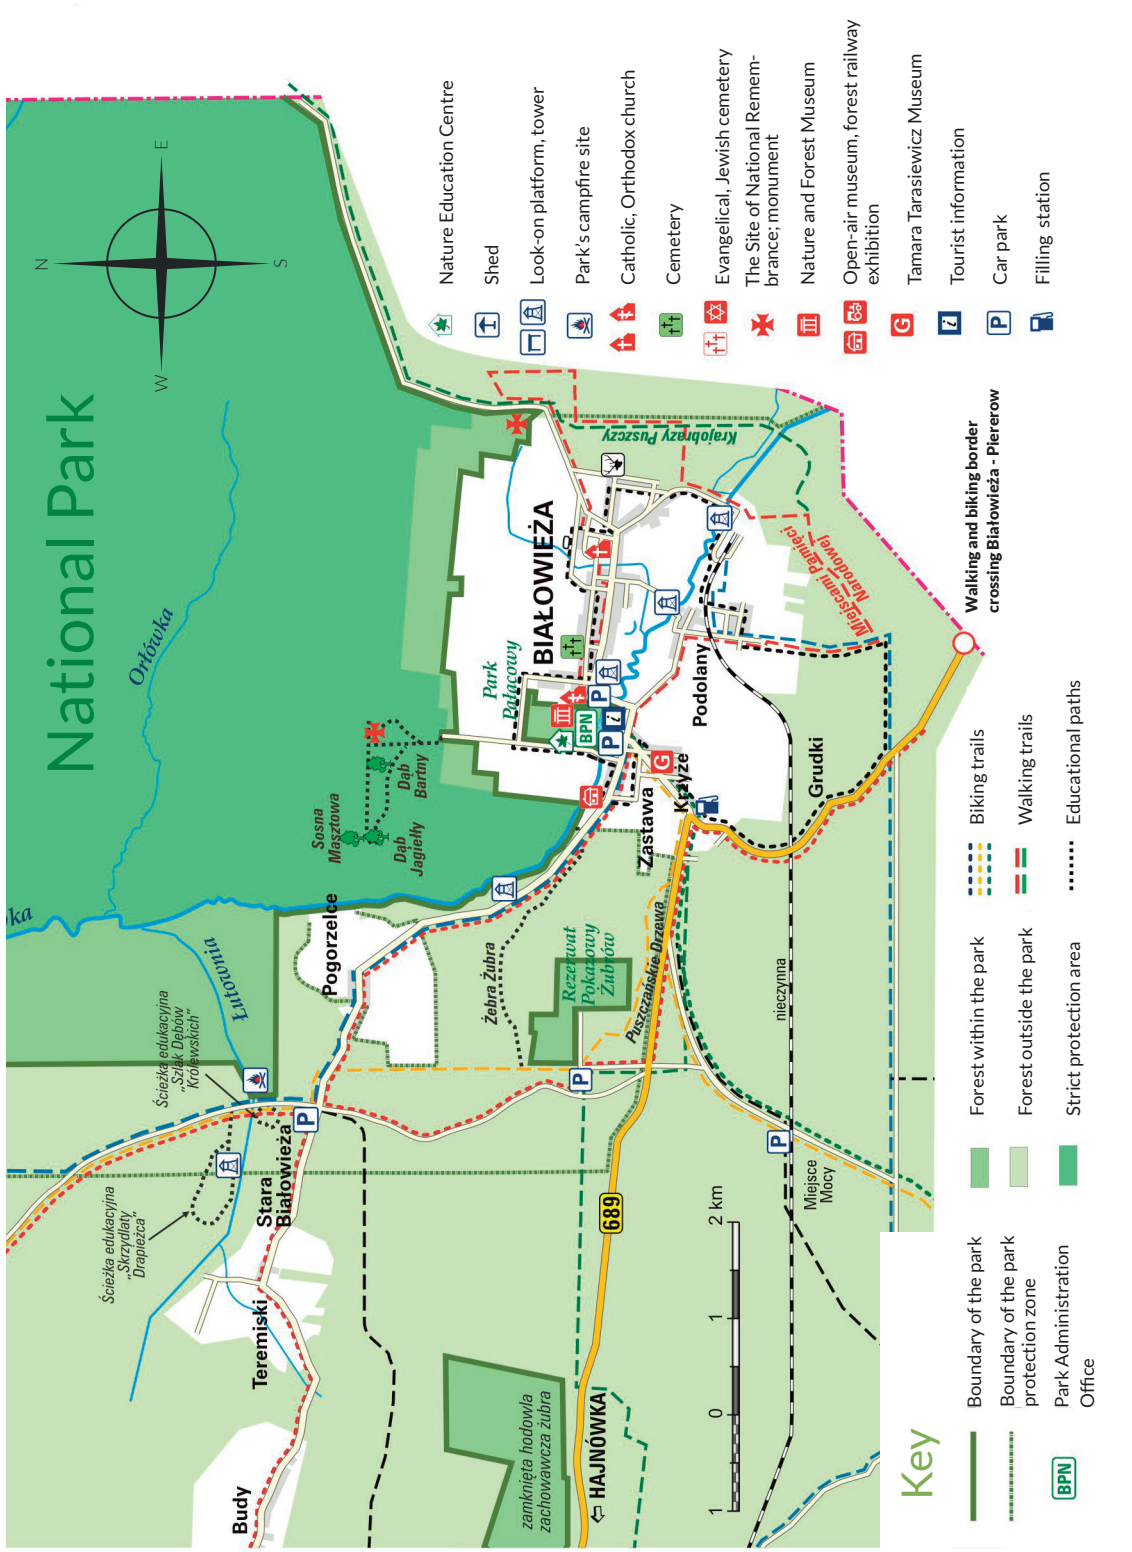 National Park
N
E
S
W
Orłówka
ka
Łutownia
Ścieżka edukacyjna
„Szlak Dębów
Królewskich”
Ścieżka edukacyjna
„Skrzydlaty
Drapieżca”
Sosna
Masztowa
Dąb
Jagiełły
Dąb
Bartny
Park
Pałacowy
BIAŁOWIEŻA
Krajobrazy Puszczy
Miejscami Pamięci
Narodowej
Pogorzelce
Żebra Żubra
Rezerwat
Pokazowy
Żubrów
Puszczańskie Drzewa
Zastawa
Krzyże
Podolany
Grudki
BPN
P
P
i
G
P
P
P
nieczynna
Miejsce
Mocy
Stara
Białowieża
Teremiski
Budy
zamknięta hodowla
zachowawcza żubra
689
HAJNÓWKA
1
0
1
2 km
Walking and biking border
crossing Białowieża - Piererow
Key
Boundary of the park
Boundary of the park
protection zone
BPN
Park Administration
Office
Forest within the park
Forest outside the park
Strict protection area
Biking trails
Walking trails
Educational paths
Nature Education Centre
Shed
Look-on platform, tower
Park’s campfire site
Catholic, Orthodox church
Cemetery
Evangelical, Jewish cemetery
The Site of National Remem-
brance; monument
Nature and Forest Museum
Open-air museum, forest railway
exhibition
G
Tamara Tarasiewicz Museum
i
Tourist information
P
Car park
Filling station